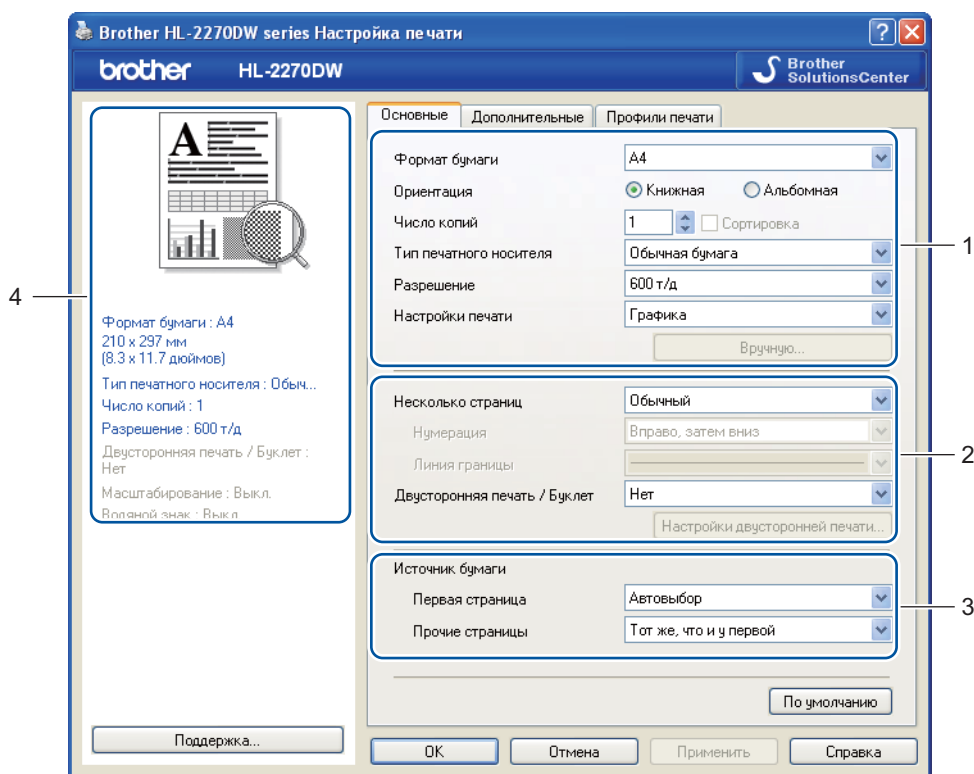 Brother HL-2270DW series Настройка печати
brother HL-2270DW
Brother
SolutionsCenter
A
Формат бумаги : A4
210 x 297 мм
(8.3 x 11.7 дюймов)
Тип печатного носителя : Обыч...
Число копий : 1
Разрешение : 600 т/д
Двусторонняя печать / Буклет :
Нет
Масштабирование : Выкл.
Водяной знак : Выкл
Поддержка...
4
Основные Дополнительные Профили печати
Формат бумаги A4
Ориентация Книжная Альбомная
Число копий 1 Сортировка
Тип печатного носителя Обычная бумага
Разрешение 600 т/д
Настройки печати Графика
Вручную...
1
Несколько страниц Обычный
Нумерация Вправо, затем вниз
Линия границы
Двусторонняя печать / Буклет Нет
Настройки двусторонней печати...
2
Источник бумаги
Первая страница Автовыбор
Прочие страницы Тот же, что и у первой
3
По умолчанию
OK Отмена Применить Справка